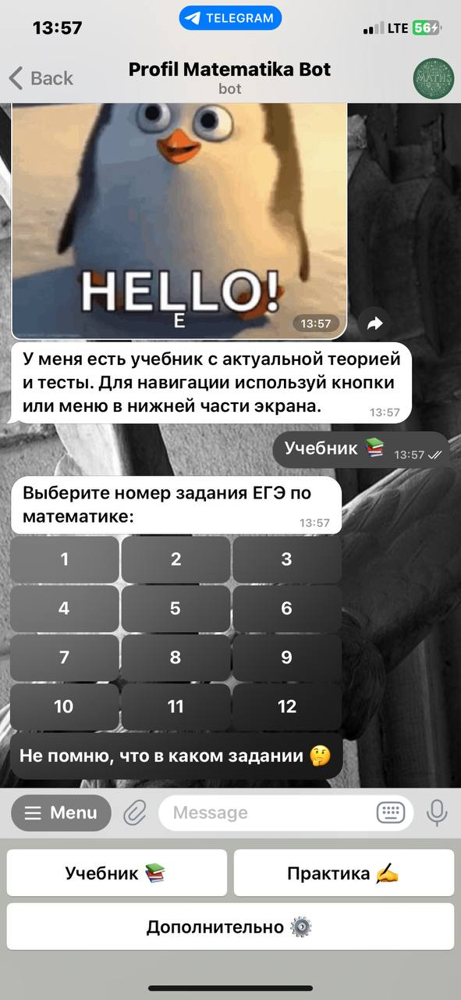 13:57
TELEGRAM
LTE
56
Back
Profil Matematika Bot
bot
MATHS
HELLO!
E
13:57
У меня есть учебник с актуальной теорией
и тесты. Для навигации используй кнопки
или меню в нижней части экрана.
13:57
Учебник 📚
13:57
Выберите номер задания ЕГЭ по
математике:
13:57
1
2
3
4
5
6
7
8
9
10
11
12
Не помню, что в каком задании 🤔
Menu
Message
Учебник 📚
Практика ✍️
Дополнительно ⚙️